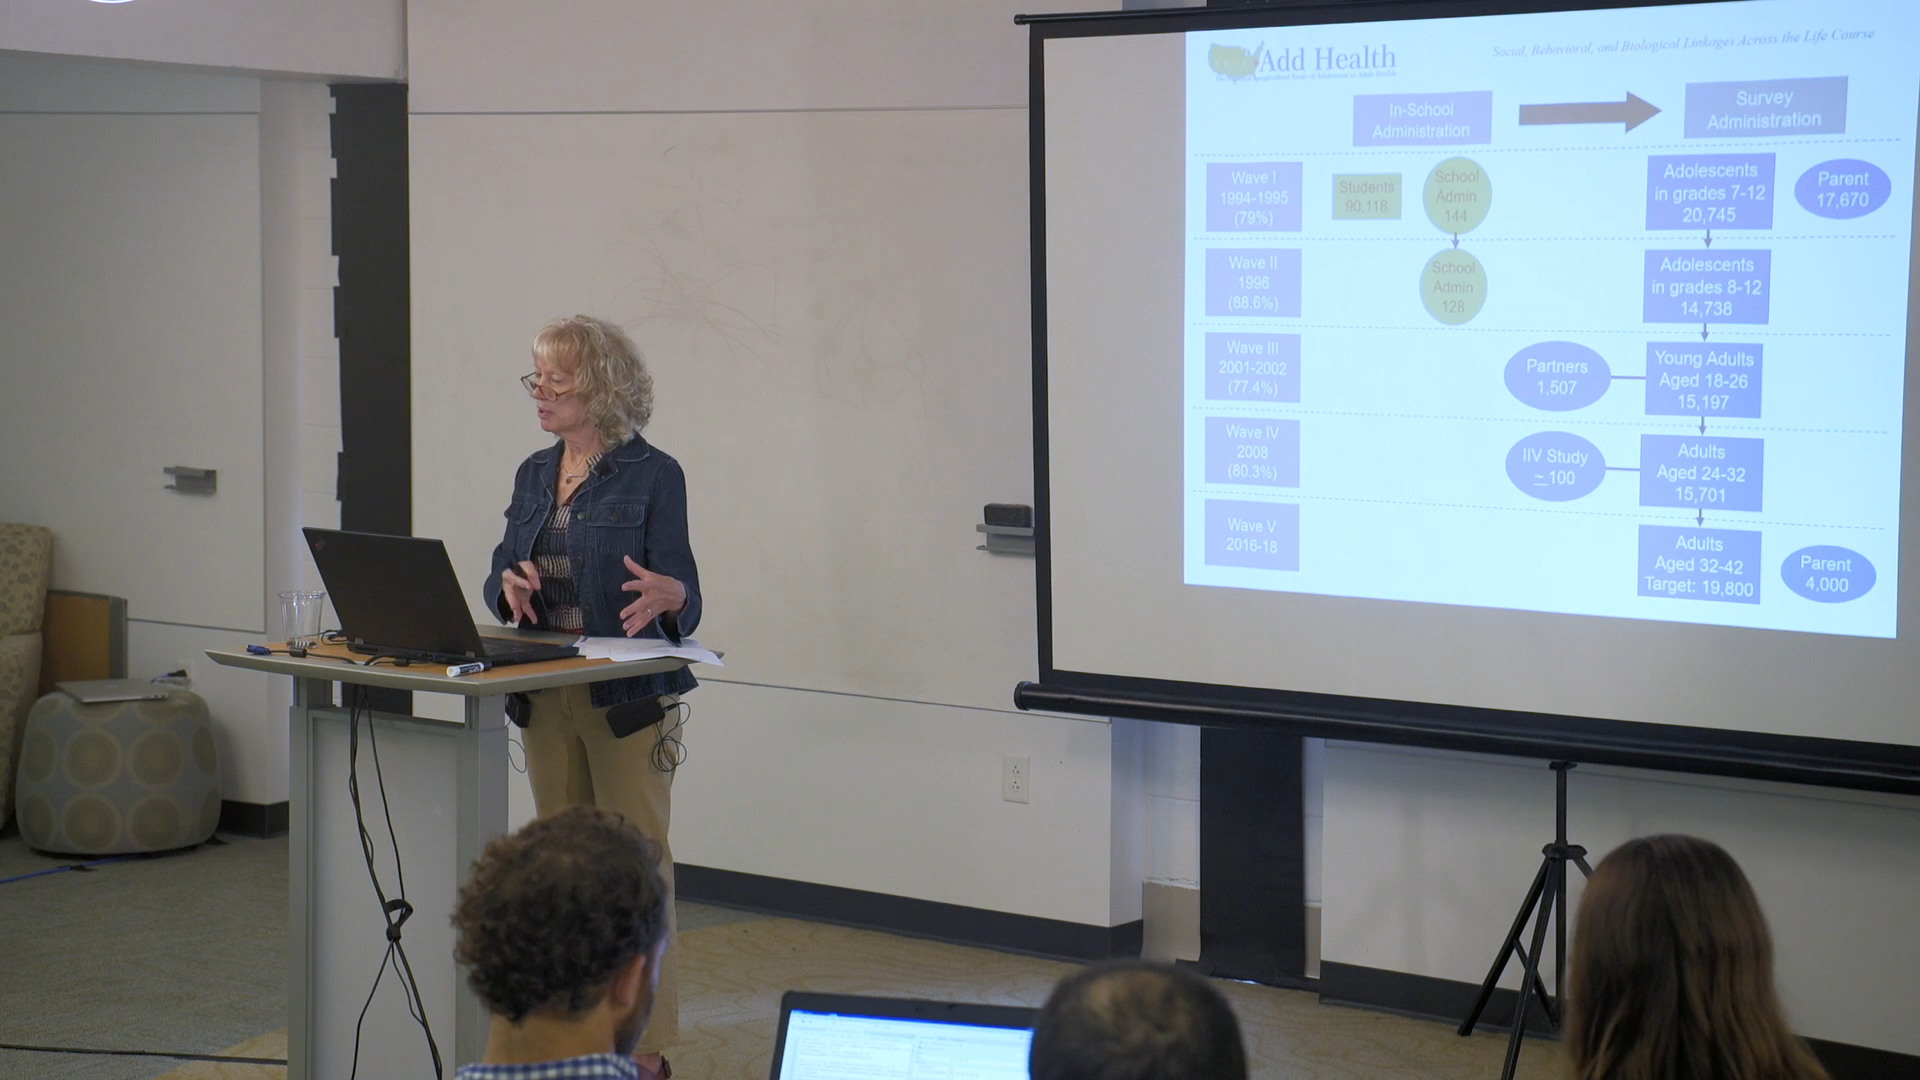 Add Health
Social, Behavioral, and Biological Linkages Across the Life Course
In-School
Administration
Survey
Administration
Wave I
1994-1995
(79%)
Students
90,118
School
Admin
144
Adolescents
in grades 7-12
20,745
Parent
17,670
Wave II
1996
(88.6%)
School
Admin
128
Adolescents
in grades 8-12
14,738
Wave III
2001-2002
(77.4%)
Partners
1,507
Young Adults
Aged 18-26
15,197
Wave IV
2008
(80.3%)
IIV Study
~ 100
Adults
Aged 24-32
15,701
Wave V
2016-18
Adults
Aged 32-42
Target: 19,800
Parent
4,000